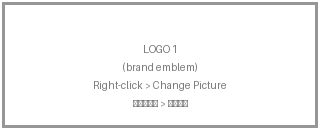 LOGO 1
(brand emblem)
Right-click > Change Picture